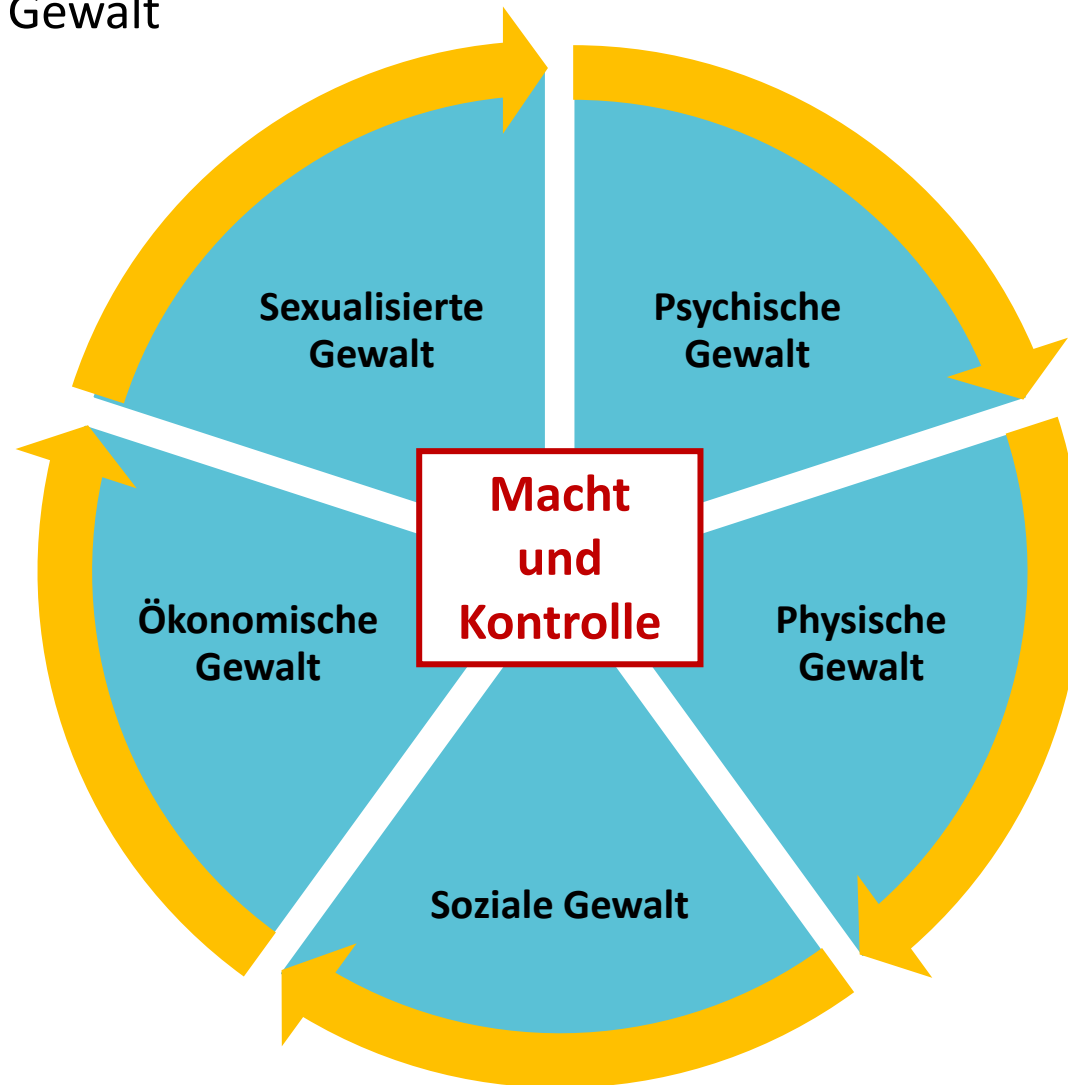 Gewalt
Sexualisierte
Gewalt
Psychische
Gewalt
Macht
und
Kontrolle
Ökonomische
Gewalt
Physische
Gewalt
Soziale Gewalt